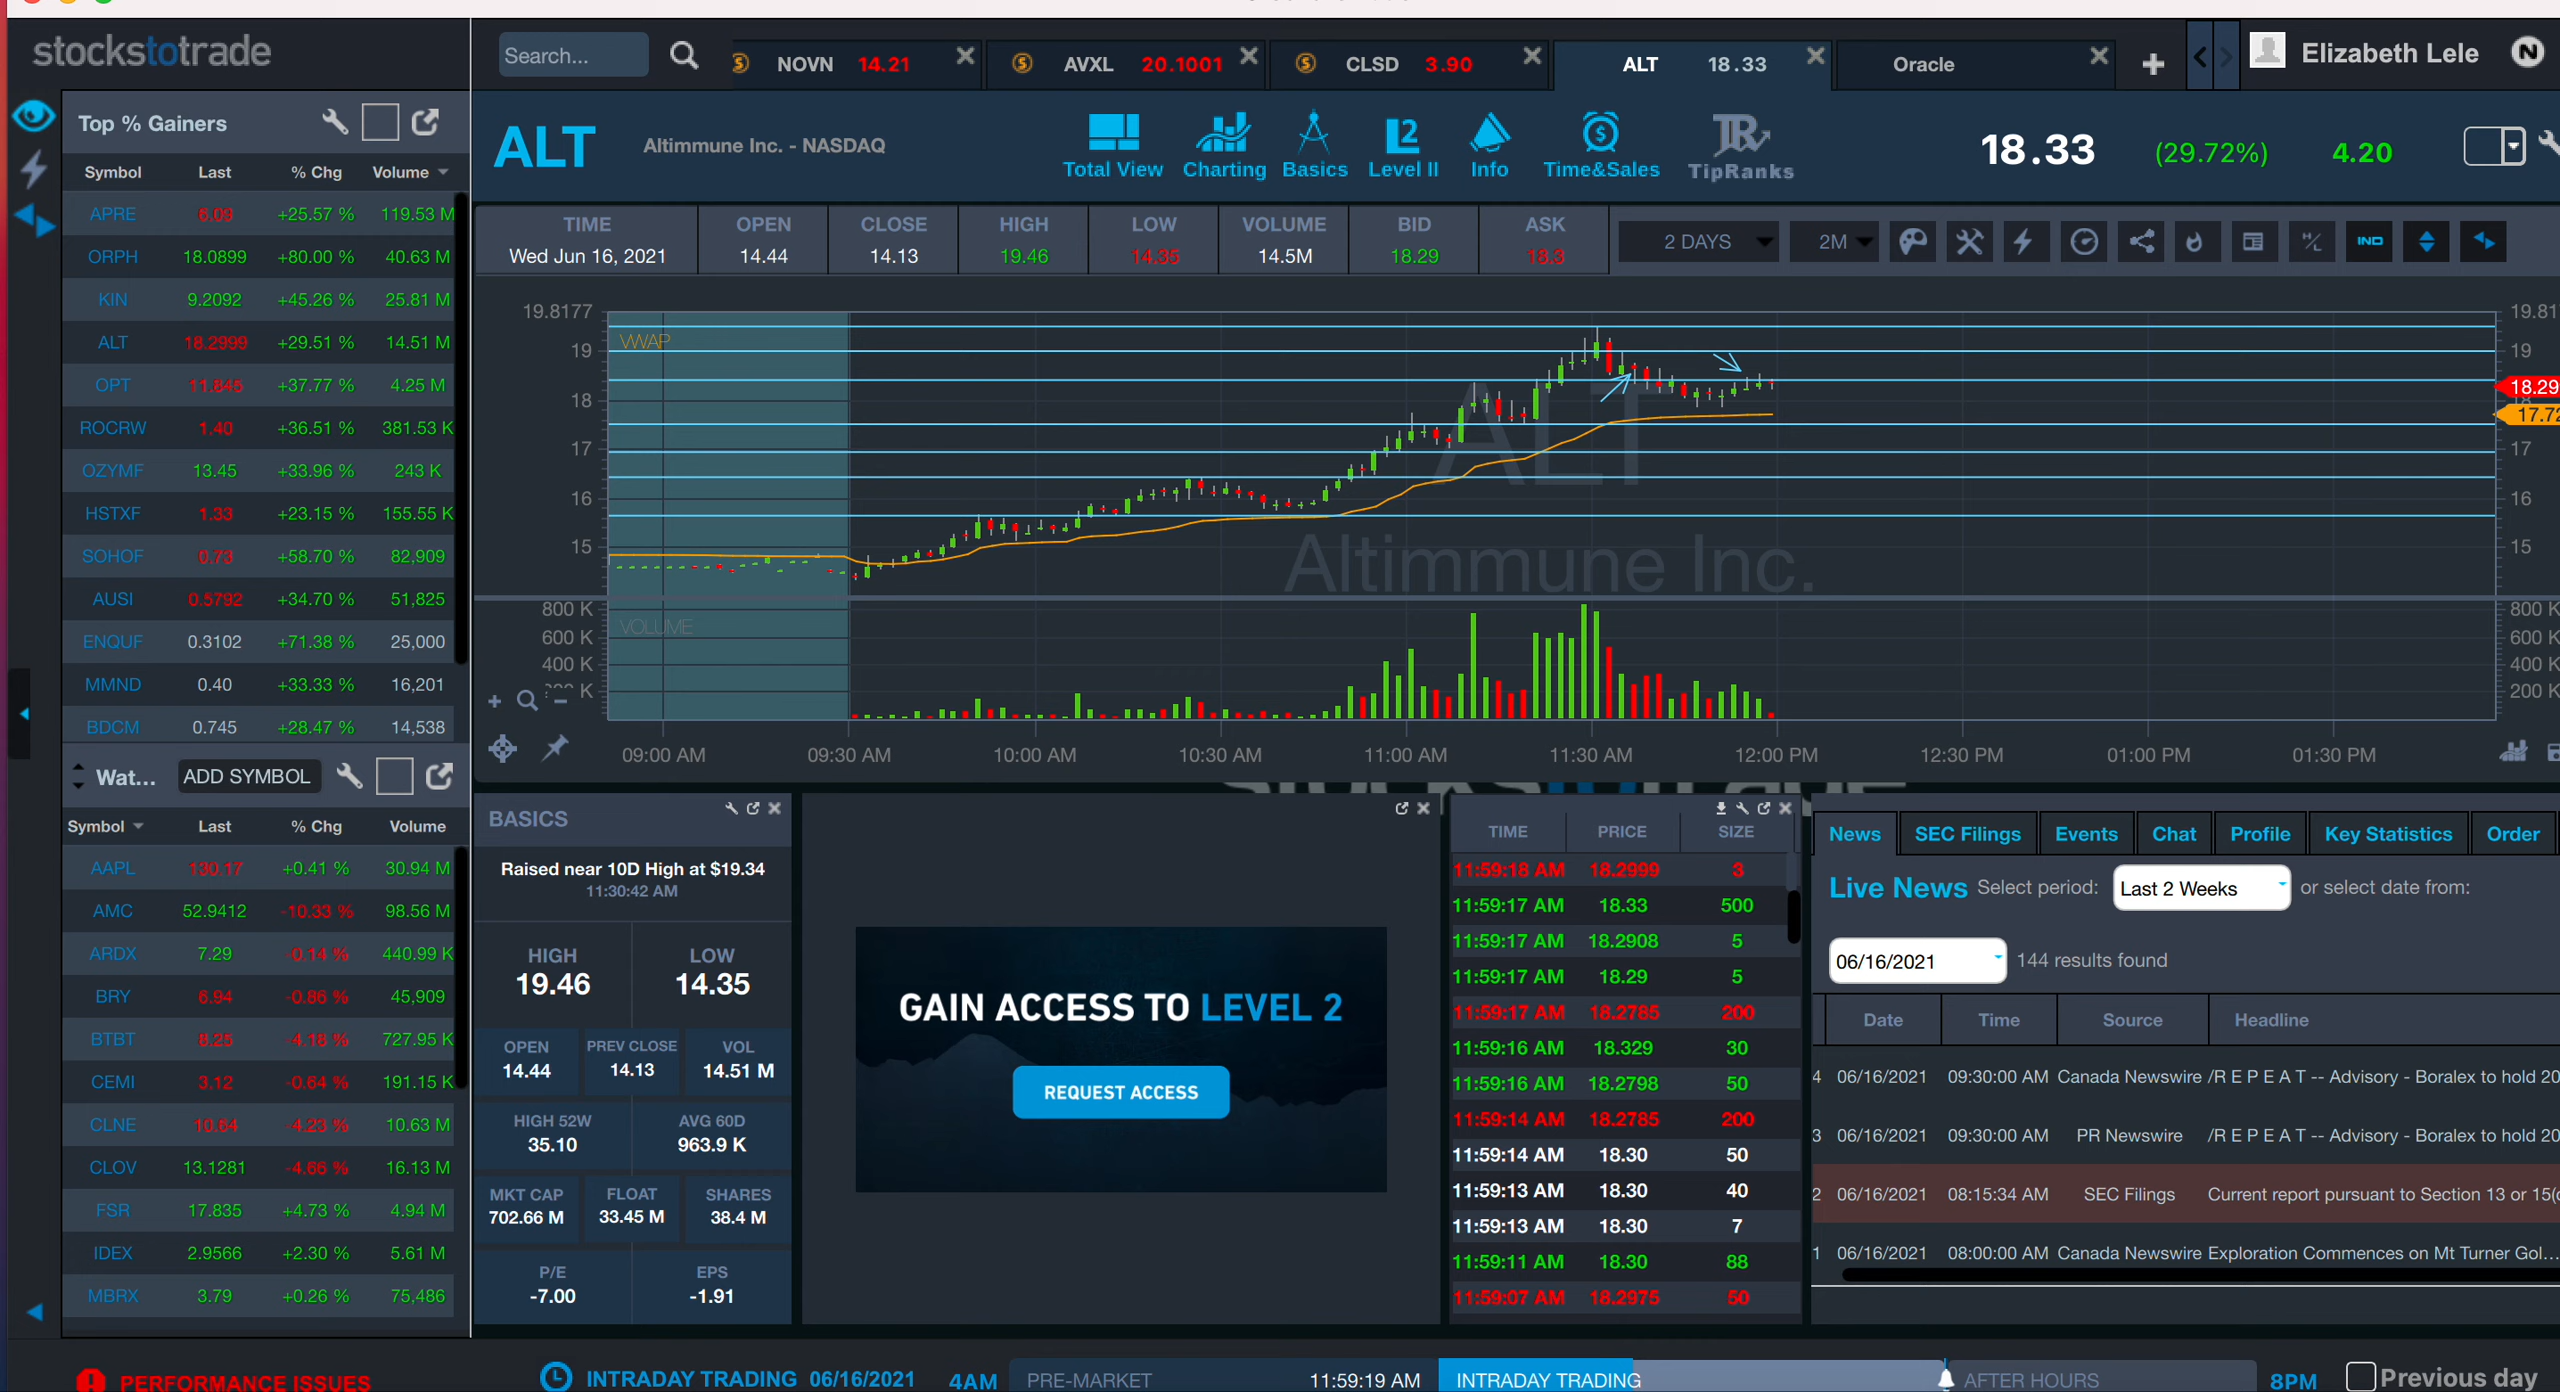 stockstotrade
Search...
NOVN 14.21
AVXL 20.1001
CLSD 3.90
ALT 18.33
Oracle
Elizabeth Lele
N
Top % Gainers
Symbol Last % Chg Volume
APRE 6.09 +25.57 % 119.53 M
ORPH 18.0899 +80.00 % 40.63 M
KIN 9.2092 +45.26 % 25.81 M
ALT 18.2999 +29.51 % 14.51 M
OPT 11.845 +37.77 % 4.25 M
ROCRW 1.40 +36.51 % 381.53 K
OZYMF 13.45 +33.96 % 243 K
HSTXF 1.33 +23.15 % 155.55 K
SOHOF 0.73 +58.70 % 82,909
AUSI 0.5792 +34.70 % 51,825
ENQUF 0.3102 +71.38 % 25,000
MMND 0.40 +33.33 % 16,201
BDCM 0.745 +28.47 % 14,538
Wat... ADD SYMBOL
Symbol Last % Chg Volume
AAPL 130.17 +0.41 % 30.94 M
AMC 52.9412 -10.33 % 98.56 M
ARDX 7.29 -0.14 % 440.99 K
BRY 6.94 -0.86 % 45,909
BTBT 8.25 -4.18 % 727.95 K
CEMI 3.12 -0.64 % 191.15 K
CLNE 10.64 -4.23 % 10.63 M
CLOV 13.1281 -4.66 % 16.13 M
FSR 17.835 +4.73 % 4.94 M
IDEX 2.9566 +2.30 % 5.61 M
MBRX 3.79 +0.26 % 75,486
ALT Altimmune Inc. - NASDAQ
Total View Charting Basics Level II Info Time&Sales TipRanks
18.33 (29.72%) 4.20
TIME OPEN CLOSE HIGH LOW VOLUME BID ASK
Wed Jun 16, 2021 14.44 14.13 19.46 14.35 14.5M 18.29 18.3
2 DAYS 2M H/L IND
19.8177 19.81
VWAP
19 19
18.29
18 18
17.72
17 17
16 16
15 15
ALT
Altimmune Inc.
VOLUME
800 K 800 K
600 K 600 K
400 K 400 K
200 K
09:00 AM 09:30 AM 10:00 AM 10:30 AM 11:00 AM 11:30 AM 12:00 PM 12:30 PM 01:00 PM 01:30 PM
BASICS
Raised near 10D High at $19.34
11:30:42 AM
HIGH LOW
19.46 14.35
OPEN PREV CLOSE VOL
14.44 14.13 14.51 M
HIGH 52W AVG 60D
35.10 963.9 K
MKT CAP FLOAT SHARES
702.66 M 33.45 M 38.4 M
P/E EPS
-7.00 -1.91
GAIN ACCESS TO LEVEL 2
REQUEST ACCESS
TIME PRICE SIZE
11:59:18 AM 18.2999 3
11:59:17 AM 18.33 500
11:59:17 AM 18.2908 5
11:59:17 AM 18.29 5
11:59:17 AM 18.2785 200
11:59:16 AM 18.329 30
11:59:16 AM 18.2798 50
11:59:14 AM 18.2785 200
11:59:14 AM 18.30 50
11:59:13 AM 18.30 40
11:59:13 AM 18.30 7
11:59:11 AM 18.30 88
11:59:07 AM 18.2975 50
News SEC Filings Events Chat Profile Key Statistics Order
Live News Select period: Last 2 Weeks or select date from:
06/16/2021 144 results found
Date Time Source Headline
4 06/16/2021 09:30:00 AM Canada Newswire /R E P E A T -- Advisory - Boralex to hold 20
3 06/16/2021 09:30:00 AM PR Newswire /R E P E A T -- Advisory - Boralex to hold 20
2 06/16/2021 08:15:34 AM SEC Filings Current report pursuant to Section 13 or 15(
1 06/16/2021 08:00:00 AM Canada Newswire Exploration Commences on Mt Turner Gol...
PERFORMANCE ISSUES
INTRADAY TRADING 06/16/2021 4AM PRE-MARKET 11:59:19 AM INTRADAY TRADING AFTER HOURS 8PM Previous day